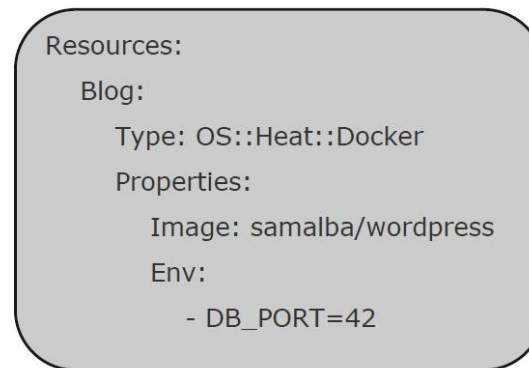 Resources:
Blog:
Type: OS::Heat::Docker
Properties:
Image: samalba/wordpress
Env:
- DB_PORT=42